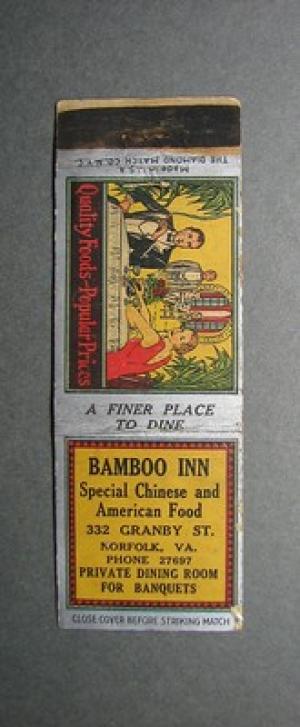 MADE IN U.S.A.
THE DIAMOND MATCH CO. N.Y.C.
Quality Foods-Popular Prices
A FINER PLACE
TO DINE
BAMBOO INN
Special Chinese and
American Food
332 GRANBY ST.
NORFOLK, VA.
PHONE 27697
PRIVATE DINING ROOM
FOR BANQUETS
CLOSE COVER BEFORE STRIKING MATCH